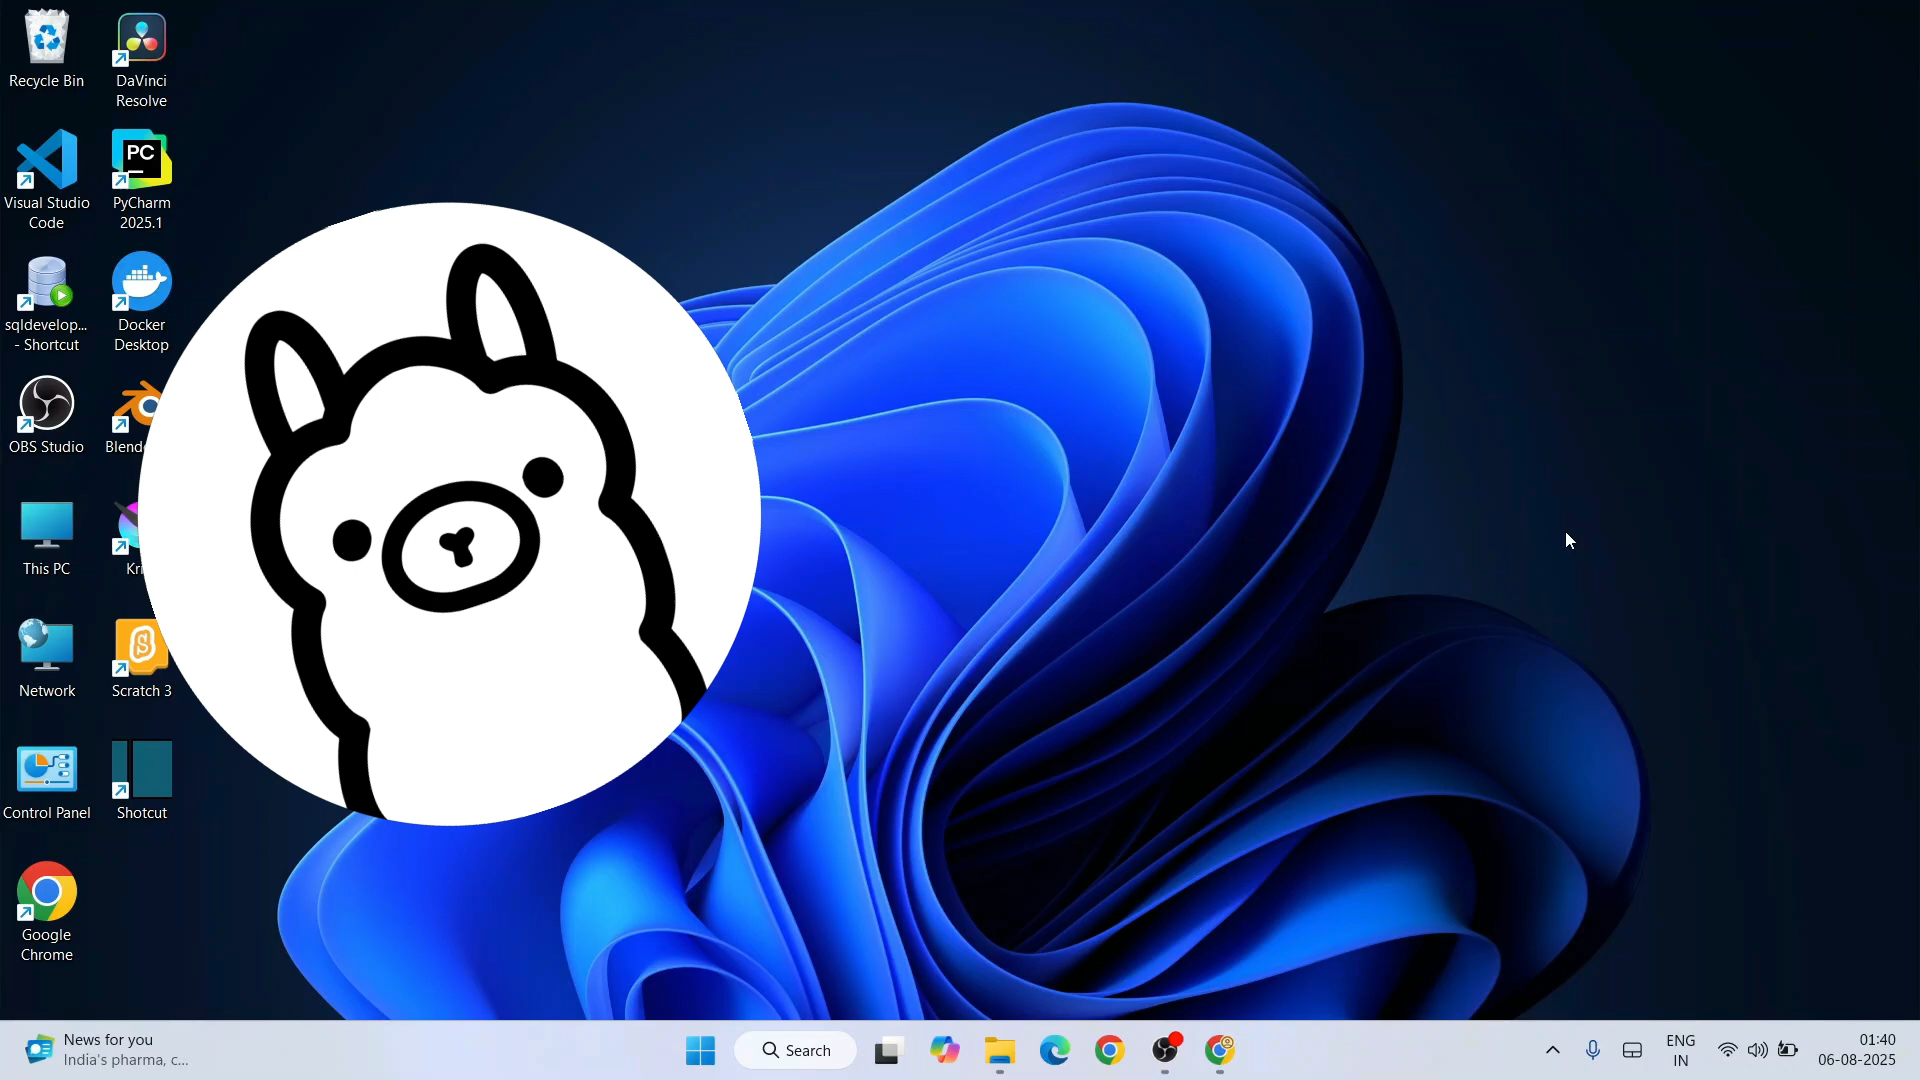 Recycle Bin
DaVinci
Resolve
Visual Studio
Code
PC
PyCharm
2025.1
sqldevelop...
- Shortcut
Docker
Desktop
OBS Studio
Blend
This PC
Kri
Network
Scratch 3
Control Panel
Shotcut
Google
Chrome
News for you
India's pharma, c...
Search
ENG
IN
01:40
06-08-2025